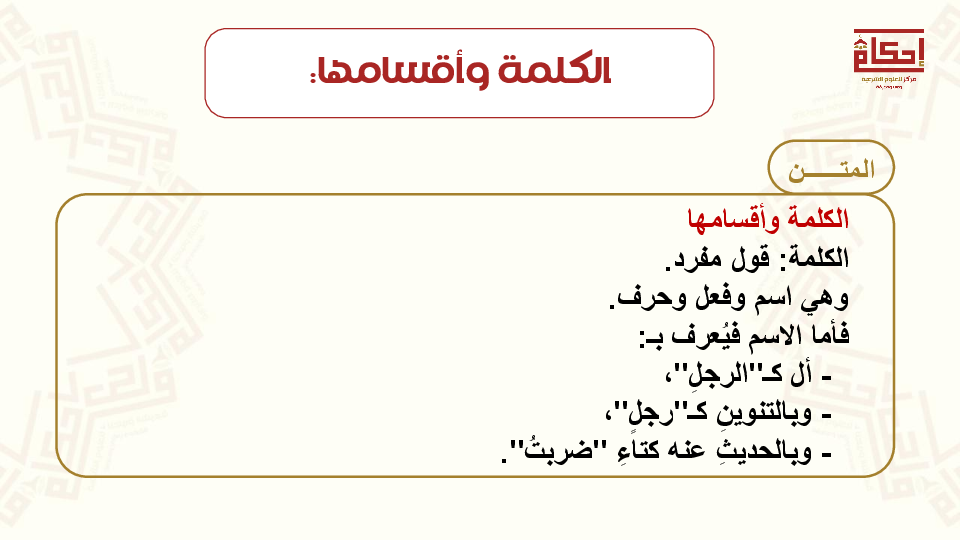 إحكام
مركز للعلوم الشرعية
الكلمة وأقسامها:
المتـــــن
الكلمة وأقسامها
الكلمة: قول مفرد.
وهي اسم وفعل وحرف.
فأما الاسم فيُعرف بـ:
- أل كـ"الرجلِ"،
- وبالتنوينِ كـ"رجلٍ"،
- وبالحديثِ عنه كتاءِ "ضربتُ".